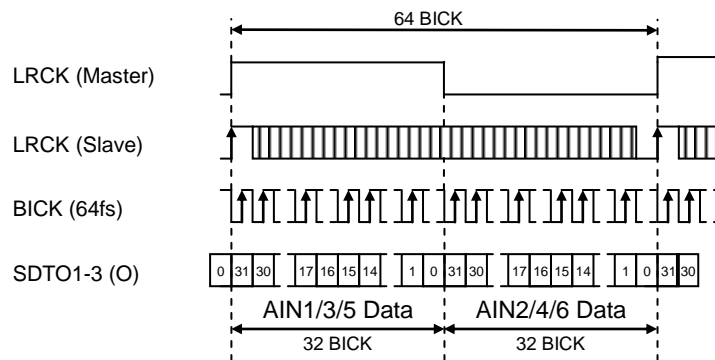 64 BICK
LRCK (Master)
LRCK (Slave)
BICK (64fs)
SDTO1-3 (O) 0 31 30 17 16 15 14 1 0 31 30 17 16 15 14 1 0 31 30
AIN1/3/5 Data AIN2/4/6 Data
32 BICK 32 BICK